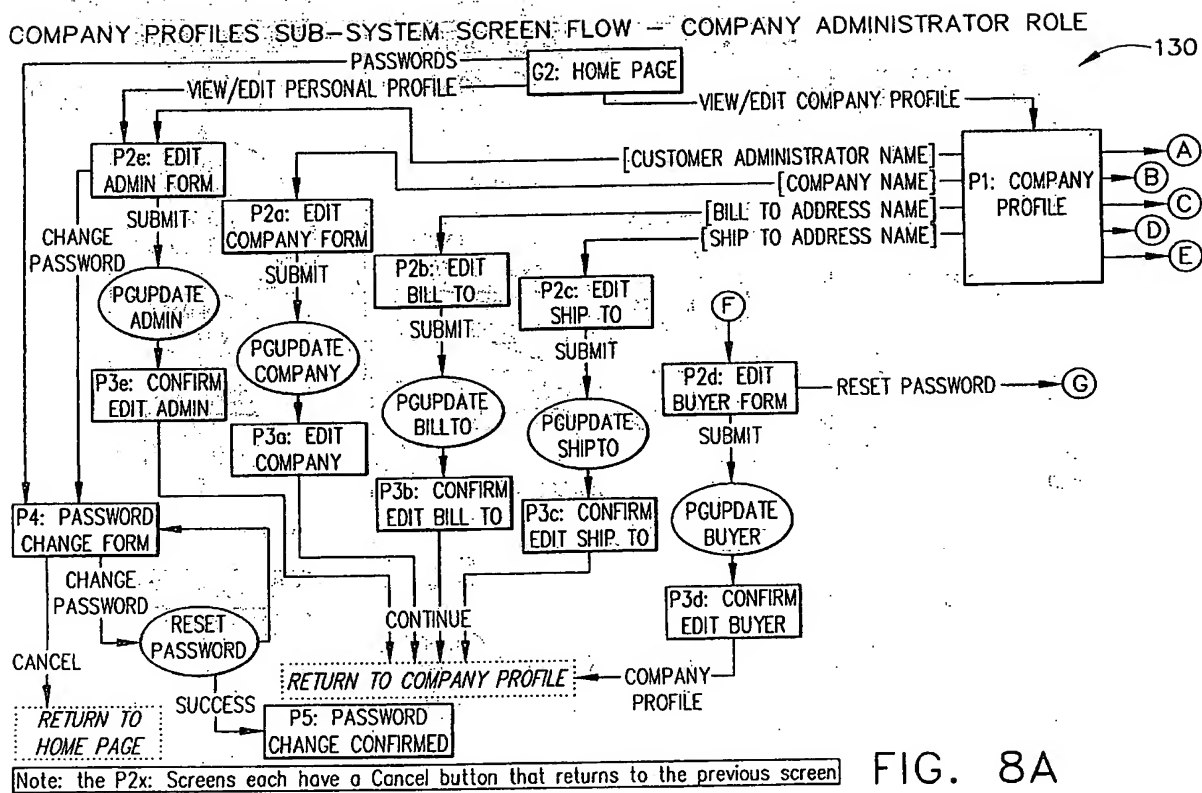 COMPANY PROFILES SUB-SYSTEM SCREEN FLOW - COMPANY ADMINISTRATOR ROLE
130
PASSWORDS
G2: HOME PAGE
VIEW/EDIT PERSONAL PROFILE
VIEW/EDIT COMPANY PROFILE
P2e: EDIT
ADMIN FORM
[CUSTOMER ADMINISTRATOR NAME]
[COMPANY NAME]
[BILL TO ADDRESS NAME]
[SHIP TO ADDRESS NAME]
P1: COMPANY
PROFILE
A
B
C
D
E
SUBMIT
CHANGE
PASSWORD
P2a: EDIT
COMPANY FORM
SUBMIT
P2b: EDIT
BILL TO
SUBMIT
P2c: EDIT
SHIP TO
SUBMIT
F
PGUPDATE
ADMIN
PGUPDATE
COMPANY
P2d: EDIT
BUYER FORM
RESET PASSWORD
G
SUBMIT
P3e: CONFIRM
EDIT ADMIN
PGUPDATE
BILLTO
PGUPDATE
SHIPTO
P3a: EDIT
COMPANY
P3b: CONFIRM
EDIT BILL TO
P3c: CONFIRM
EDIT SHIP TO
PGUPDATE
BUYER
P4: PASSWORD
CHANGE FORM
CHANGE
PASSWORD
RESET
PASSWORD
CONTINUE
P3d: CONFIRM
EDIT BUYER
CANCEL
RETURN TO COMPANY PROFILE
COMPANY
PROFILE
SUCCESS
RETURN TO
HOME PAGE
P5: PASSWORD
CHANGE CONFIRMED
Note: the P2x: Screens each have a Cancel button that returns to the previous screen
FIG. 8A